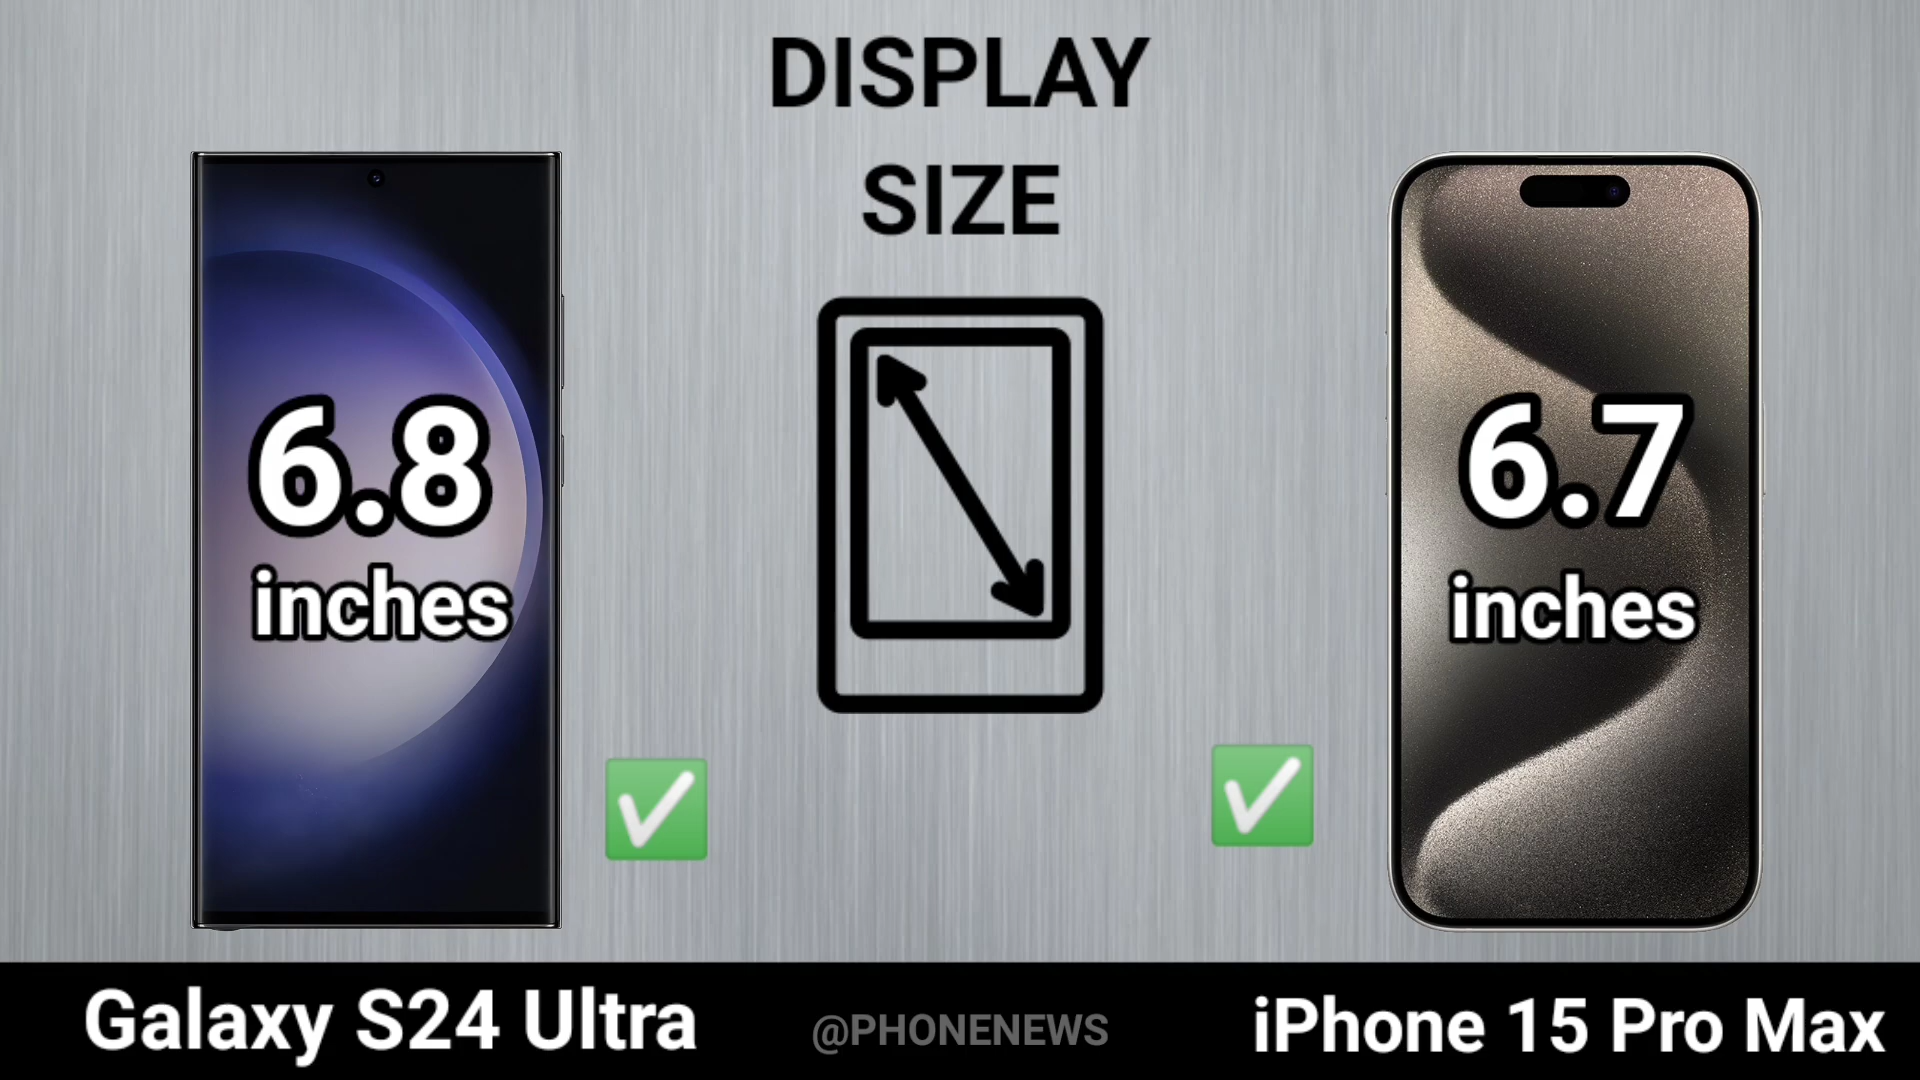 DISPLAY
SIZE
6.8
inches
6.7
inches
Galaxy S24 Ultra
@PHONENEWS
iPhone 15 Pro Max